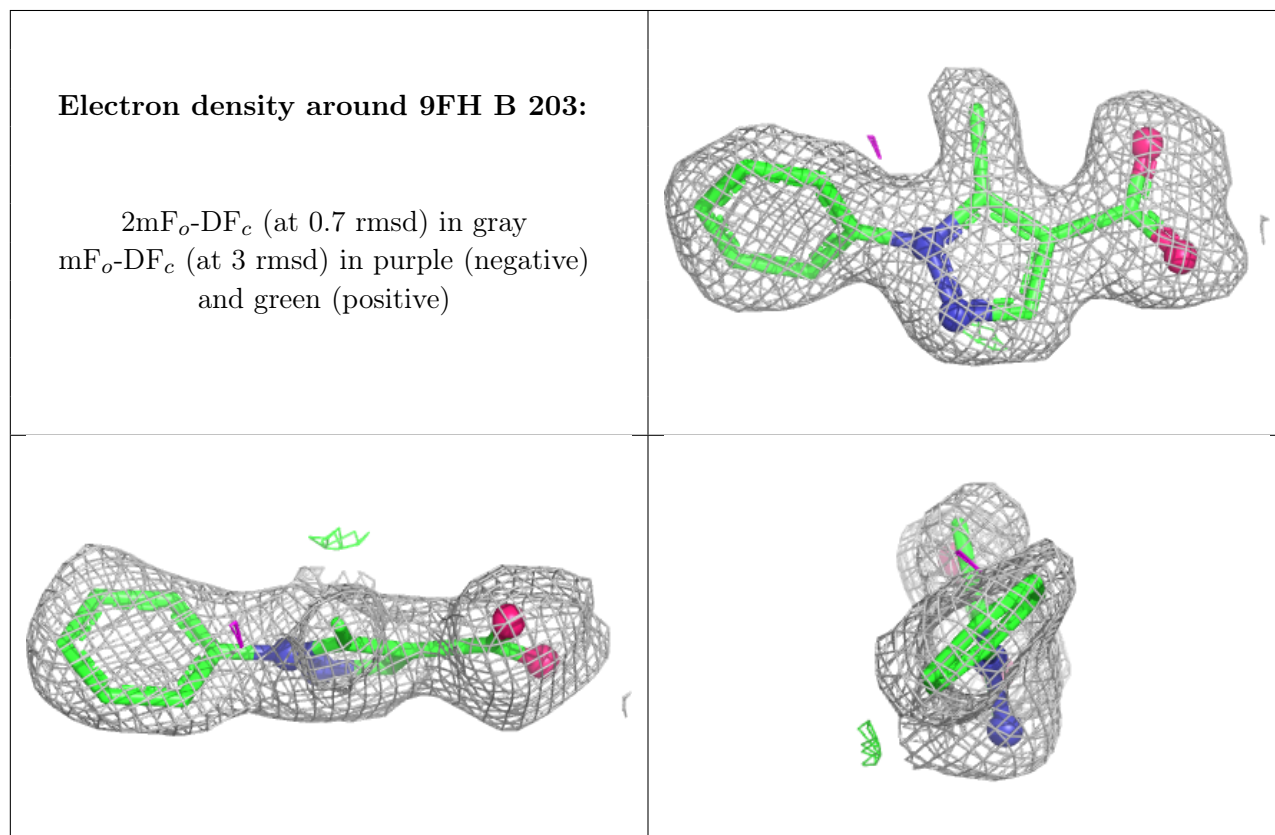 Electron density around 9FH B 203:
2mFo-DFc (at 0.7 rmsd) in gray
mFo-DFc (at 3 rmsd) in purple (negative)
and green (positive)